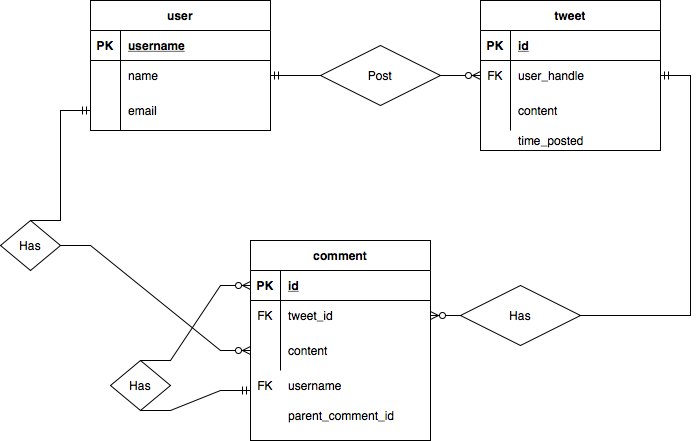 user
PK username
name
email
Post
tweet
PK id
FK user_handle
content
time_posted
Has
comment
PK id
FK tweet_id
content
FK username
parent_comment_id
Has
Has